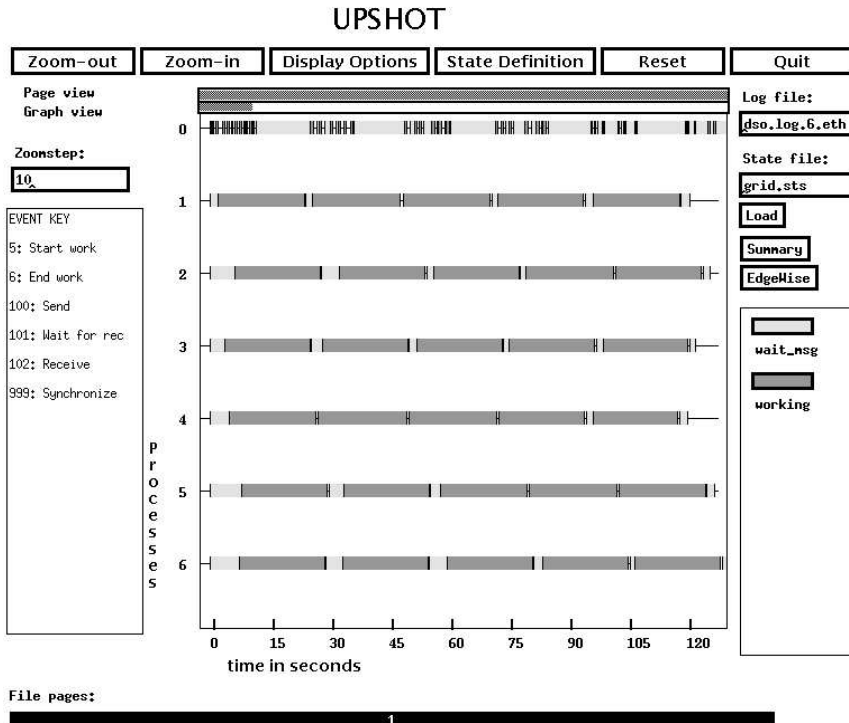 UPSHOT
Zoom-out Zoom-in Display Options State Definition Reset Quit
Page view
Graph view
Zoomstep:
10
EVENT KEY
5: Start work
6: End work
100: Send
101: Wait for rec
102: Receive
999: Synchronize
Processes
0
1
2
3
4
5
6
0 15 30 45 60 75 90 105 120
time in seconds
Log file:
dso.log.6.eth
State file:
grid.sts
Load
Summary
EdgeWise
wait_msg
working
File pages:
1